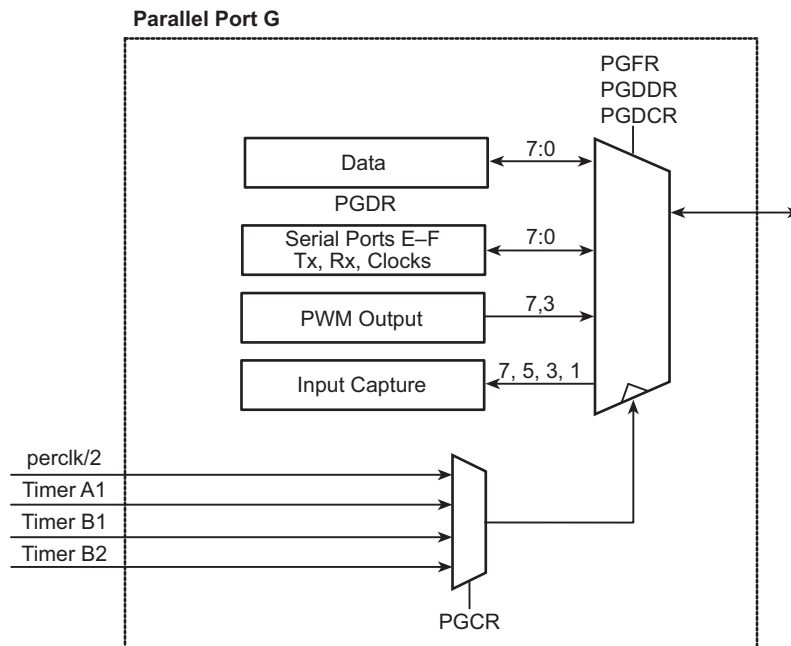 Parallel Port G
PGFR
PGDDR
PGDCR
Data
7:0
PGDR
Serial Ports E–F
Tx, Rx, Clocks
7:0
PWM Output
7,3
Input Capture
7, 5, 3, 1
perclk/2
Timer A1
Timer B1
Timer B2
PGCR